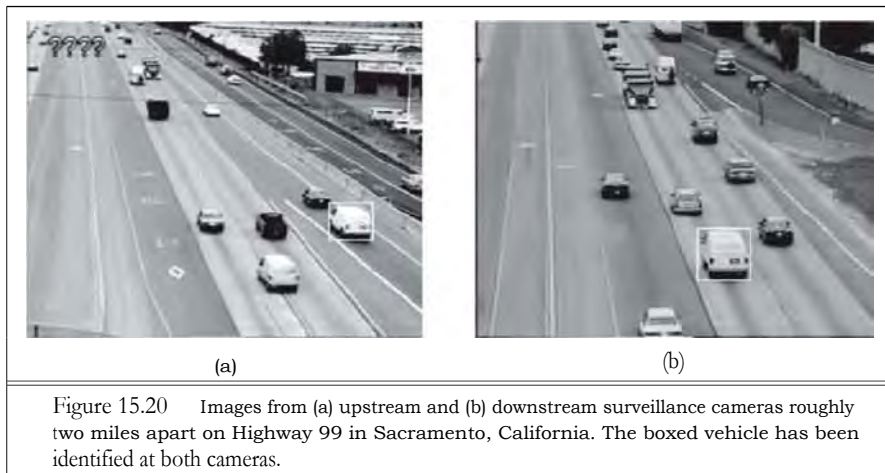 ????
(a)
(b)
Figure 15.20 Images from (a) upstream and (b) downstream surveillance cameras roughly
two miles apart on Highway 99 in Sacramento, California. The boxed vehicle has been
identified at both cameras.